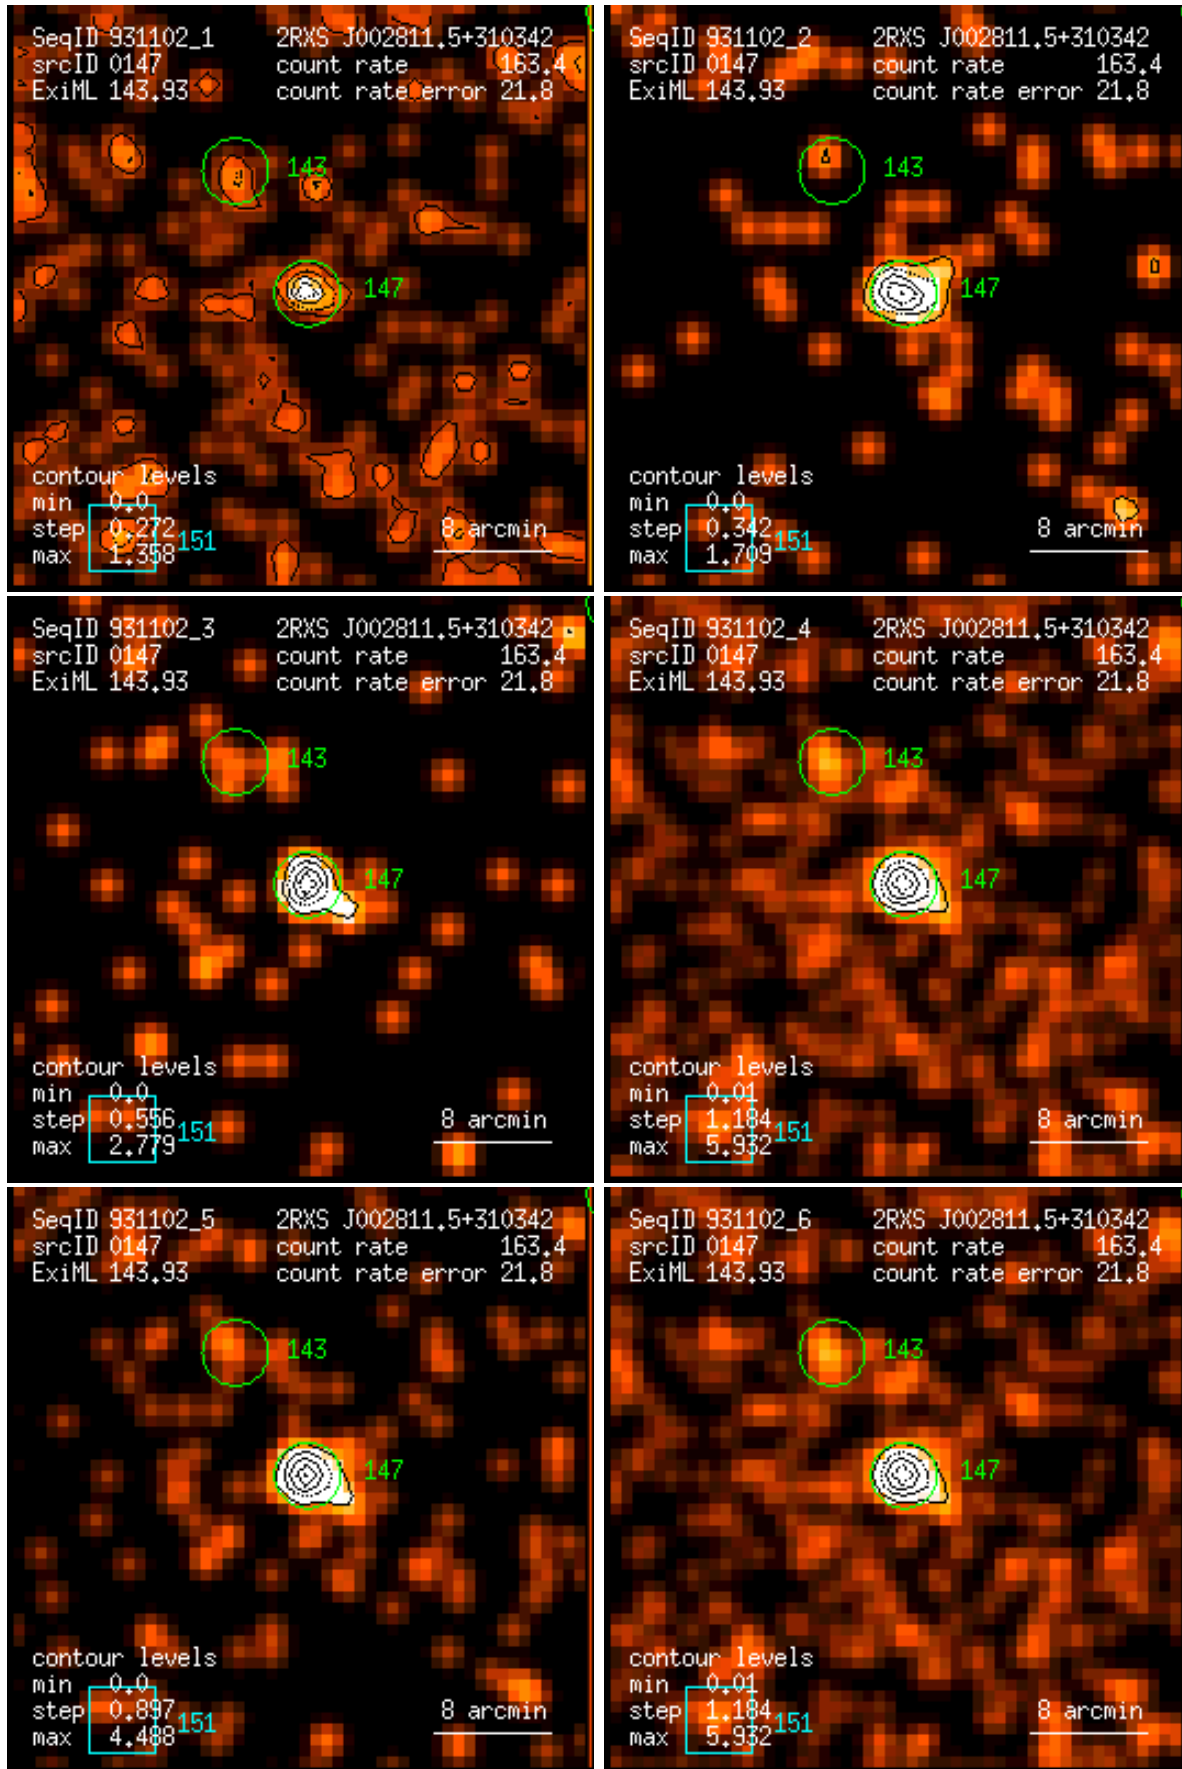 SeqID 931102_1 2RXS J002811.5+310342
srcID 0147 count rate 163.4
ExiML 143.93 count rate error 21.8
143
147
contour levels
min 0.0
step 0.272 8 arcmin
151
max 1.358
SeqID 931102_2 2RXS J002811.5+310342
srcID 0147 count rate 163.4
ExiML 143.93 count rate error 21.8
143
147
contour levels
min 0.0
step 0.342 8 arcmin
151
max 1.709
SeqID 931102_3 2RXS J002811.5+310342
srcID 0147 count rate 163.4
ExiML 143.93 count rate error 21.8
143
147
contour levels
min 0.0
step 0.556 8 arcmin
151
max 2.779
SeqID 931102_4 2RXS J002811.5+310342
srcID 0147 count rate 163.4
ExiML 143.93 count rate error 21.8
143
147
contour levels
min 0.01
step 1.184 8 arcmin
151
max 5.932
SeqID 931102_5 2RXS J002811.5+310342
srcID 0147 count rate 163.4
ExiML 143.93 count rate error 21.8
143
147
contour levels
min 0.0
step 0.897 8 arcmin
151
max 4.488
SeqID 931102_6 2RXS J002811.5+310342
srcID 0147 count rate 163.4
ExiML 143.93 count rate error 21.8
143
147
contour levels
min 0.01
step 1.184 8 arcmin
151
max 5.932